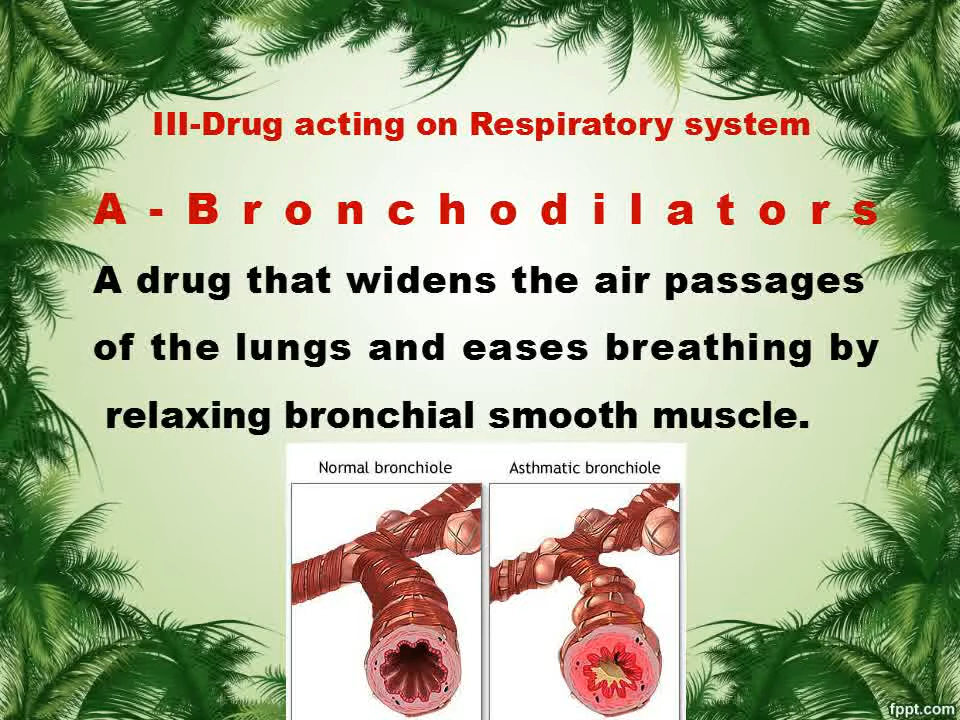 III-Drug acting on Respiratory system
A - Bronchodilators
A drug that widens the air passages
of the lungs and eases breathing by
relaxing bronchial smooth muscle.
Normal bronchiole
Asthmatic bronchiole
fppt.com